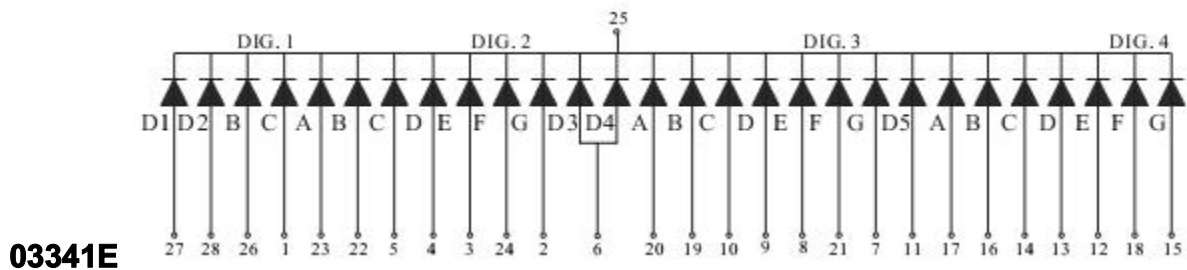 25
DIG. 1 DIG. 2 DIG. 3 DIG. 4
D1 D2 B C A B C D E F G D3 D4 A B C D E F G D5 A B C D E F G
27 28 26 1 23 22 5 4 3 24 2 6 20 19 10 9 8 21 7 11 17 16 14 13 12 18 15
03341E